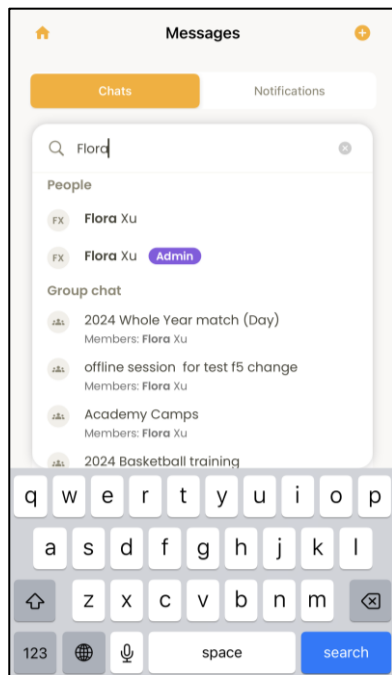 Messages
Chats
Notifications
Flora
People
FX
Flora Xu
FX
Flora Xu Admin
Group chat
2024 Whole Year match (Day)
Members: Flora Xu
offline session  for test f5 change
Members: Flora Xu
Academy Camps
Members: Flora Xu
2024 Basketball training
q w e r t y u i o p
a s d f g h j k l
z x c v b n m
123 space search